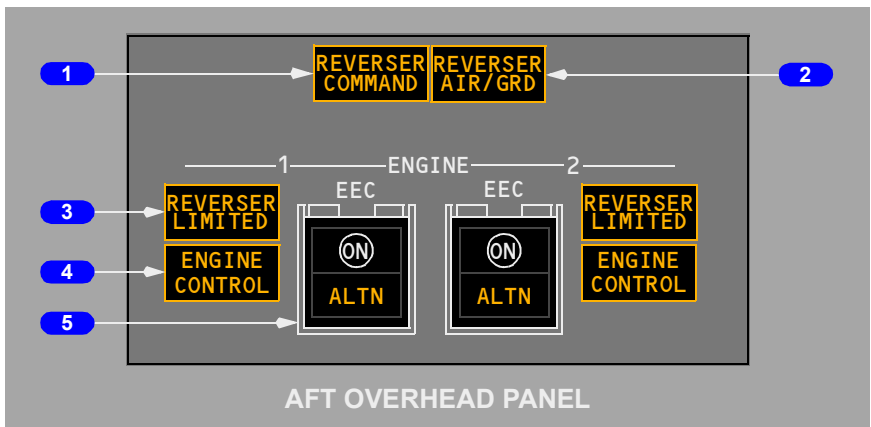 REVERSER COMMAND
REVERSER AIR/GRD
1
2
1 ENGINE 2
EEC
EEC
REVERSER LIMITED
REVERSER LIMITED
3
ON
ON
ENGINE CONTROL
ENGINE CONTROL
4
ALTN
ALTN
5
AFT OVERHEAD PANEL